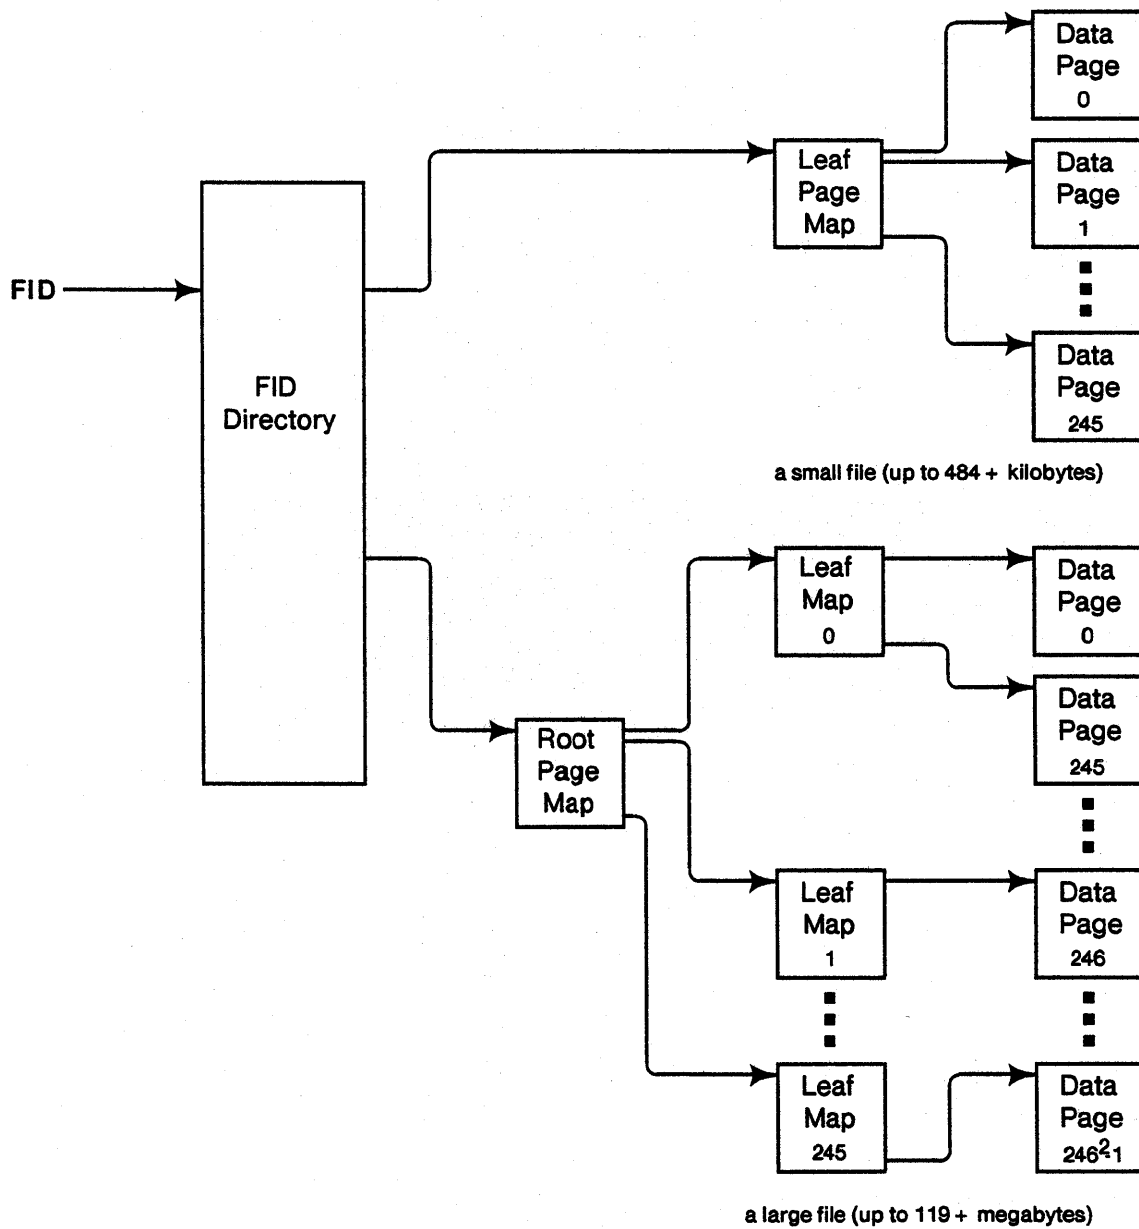 Data
Page
0
Leaf
Page
Map
Data
Page
1
FID
FID
Directory
Data
Page
245
a small file (up to 484 + kilobytes)
Leaf
Map
0
Data
Page
0
Root
Page
Map
Data
Page
245
Leaf
Map
1
Data
Page
246
Leaf
Map
245
Data
Page
246²-1
a large file (up to 119 + megabytes)